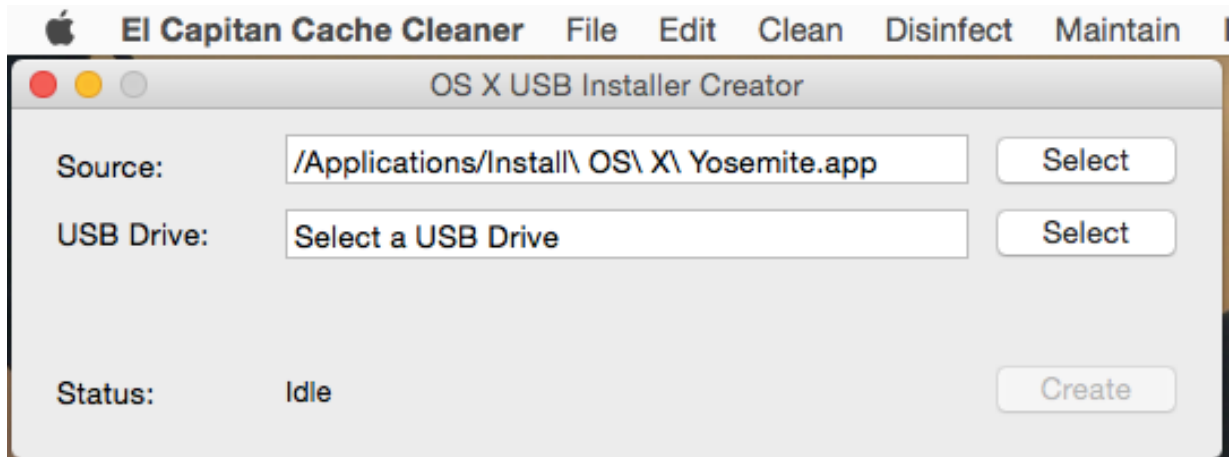 El Capitan Cache Cleaner File Edit Clean Disinfect Maintain
OS X USB Installer Creator
Source: /Applications/Install\ OS\ X\ Yosemite.app Select
USB Drive: Select a USB Drive Select
Status: Idle Create